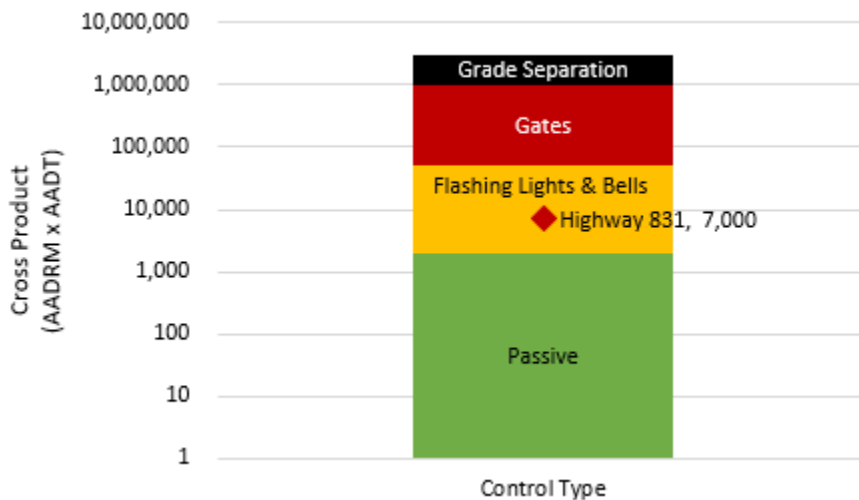 10,000,000
1,000,000
100,000
10,000
1,000
100
10
1
Cross Product
(AADRM x AADT)
Grade Separation
Gates
Flashing Lights & Bells
Highway 831, 7,000
Passive
Control Type